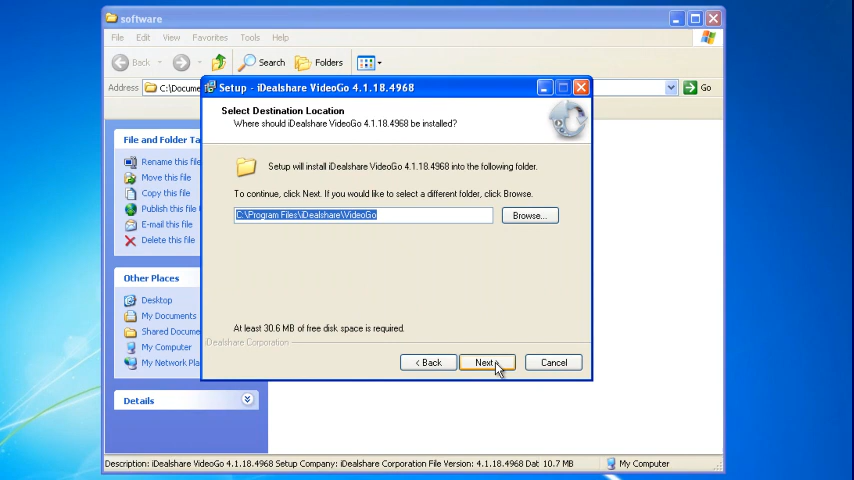 software
File Edit View Favorites Tools Help
Back Search Folders
Address C:\Docume Go
Setup - iDealshare VideoGo 4.1.18.4968
Select Destination Location
Where should iDealshare VideoGo 4.1.18.4968 be installed?
File and Folder Ta
Rename this file
Move this file
Copy this file
Publish this file
E-mail this file
Delete this file
Setup will install iDealshare VideoGo 4.1.18.4968 into the following folder.
To continue, click Next. If you would like to select a different folder, click Browse.
C:\Program Files\iDealshare\VideoGo
Browse...
Other Places
Desktop
My Documents
Shared Docume
My Computer
My Network Pla
At least 30.6 MB of free disk space is required.
iDealshare Corporation
< Back Next > Cancel
Details
Description: iDealshare VideoGo 4.1.18.4968 Setup Company: iDealshare Corporation File Version: 4.1.18.4968 Dat 10.7 MB My Computer